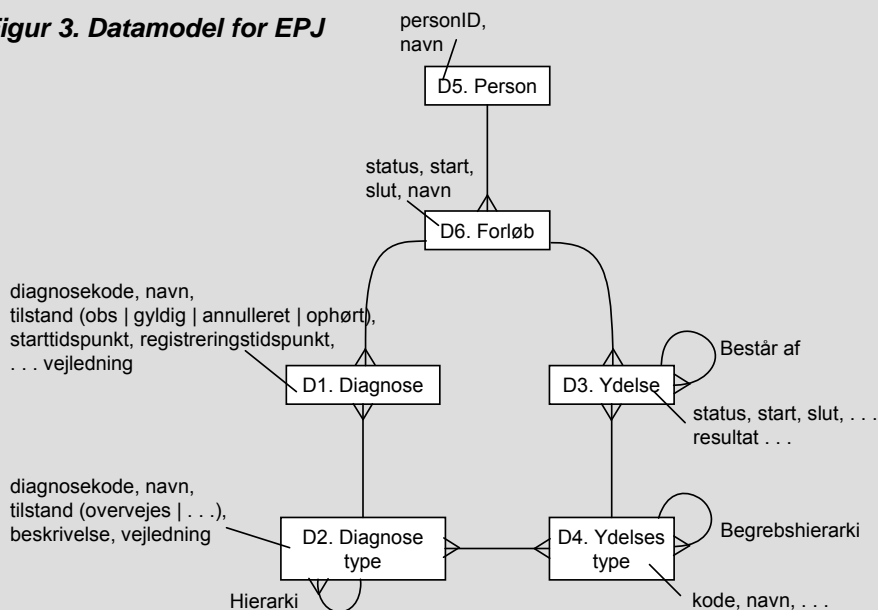 igur 3. Datamodel for EPJ
personID,
navn
D5. Person
status, start,
slut, navn
D6. Forløb
diagnosekode, navn,
tilstand (obs | gyldig | annulleret | ophørt),
starttidspunkt, registreringstidspunkt,
. . . vejledning
D1. Diagnose
Består af
D3. Ydelse
status, start, slut, . . .
resultat . . .
diagnosekode, navn,
tilstand (overvejes | . . .),
beskrivelse, vejledning
D2. Diagnose
type
Hierarki
D4. Ydelses
type
Begrebshierarki
kode, navn, . . .